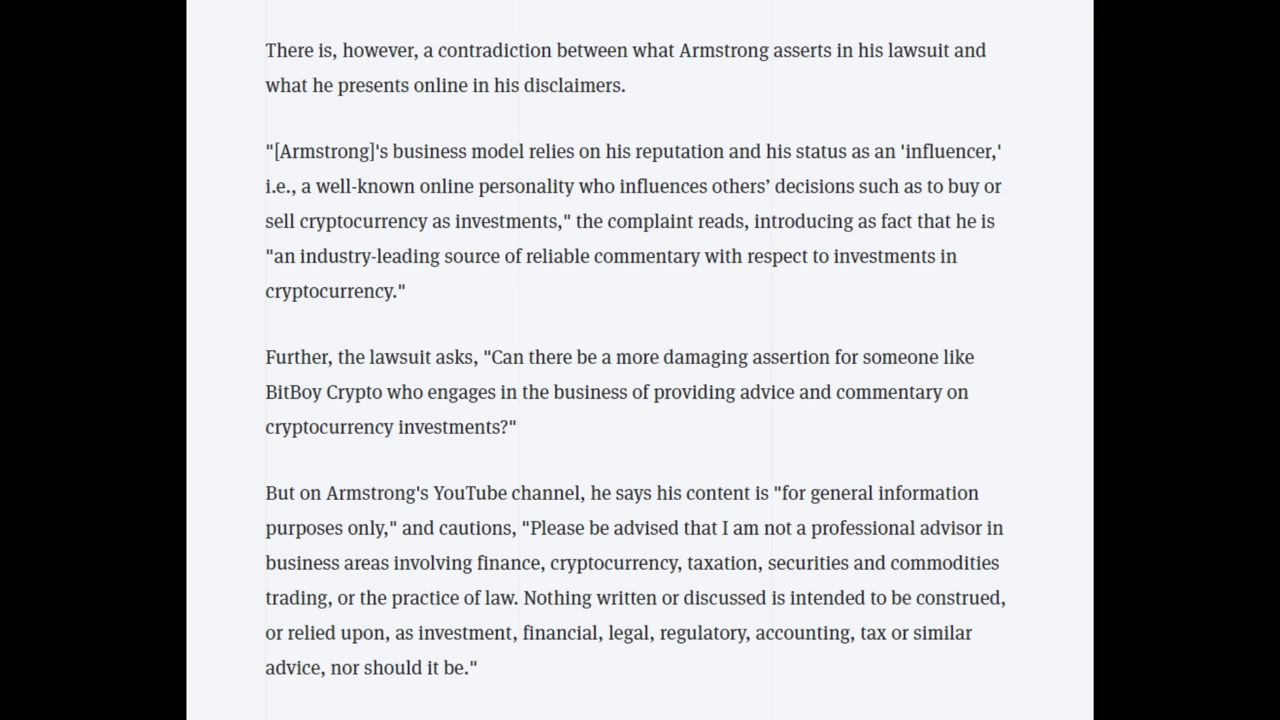 There is, however, a contradiction between what Armstrong asserts in his lawsuit and
what he presents online in his disclaimers.
"[Armstrong]'s business model relies on his reputation and his status as an 'influencer,'
i.e., a well-known online personality who influences others’ decisions such as to buy or
sell cryptocurrency as investments," the complaint reads, introducing as fact that he is
"an industry-leading source of reliable commentary with respect to investments in
cryptocurrency."
Further, the lawsuit asks, "Can there be a more damaging assertion for someone like
BitBoy Crypto who engages in the business of providing advice and commentary on
cryptocurrency investments?"
But on Armstrong's YouTube channel, he says his content is "for general information
purposes only," and cautions, "Please be advised that I am not a professional advisor in
business areas involving finance, cryptocurrency, taxation, securities and commodities
trading, or the practice of law. Nothing written or discussed is intended to be construed,
or relied upon, as investment, financial, legal, regulatory, accounting, tax or similar
advice, nor should it be."